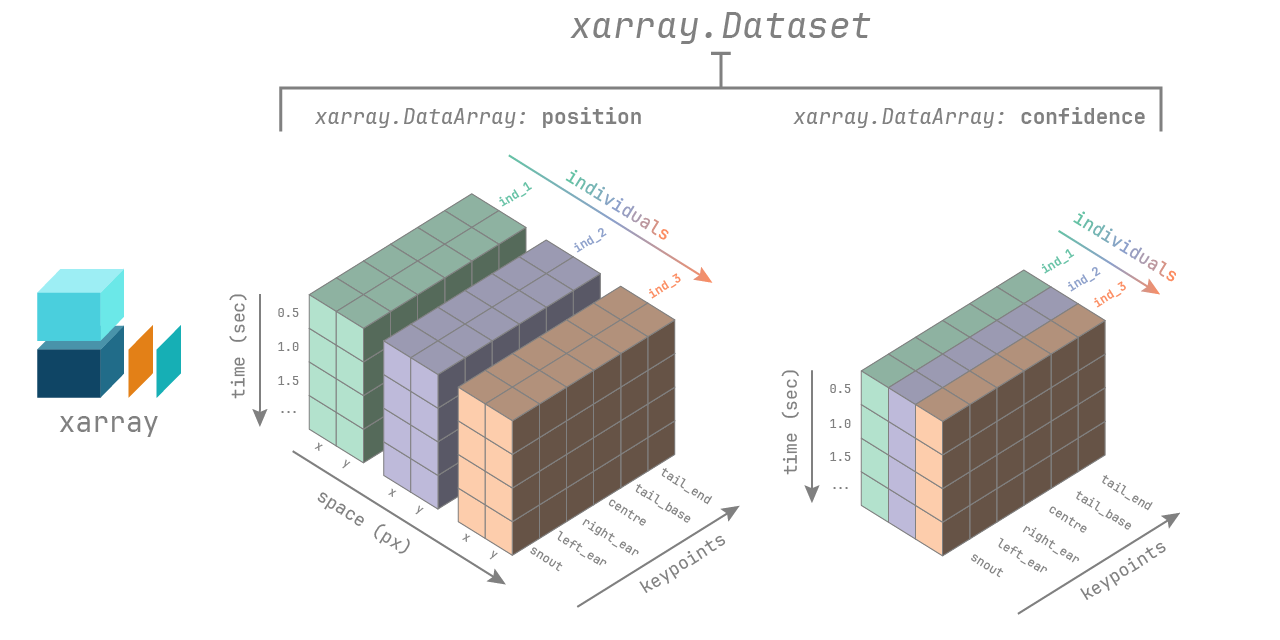 xarray.Dataset
xarray.DataArray: position
xarray.DataArray: confidence
individuals
ind_1
ind_2
ind_3
time (sec)
0.5
1.0
1.5
...
x
y
x
y
x
y
space (px)
snout
left_ear
right_ear
centre
tail_base
tail_end
keypoints
xarray
individuals
ind_1
ind_2
ind_3
time (sec)
0.5
1.0
1.5
...
snout
left_ear
right_ear
centre
tail_base
tail_end
keypoints